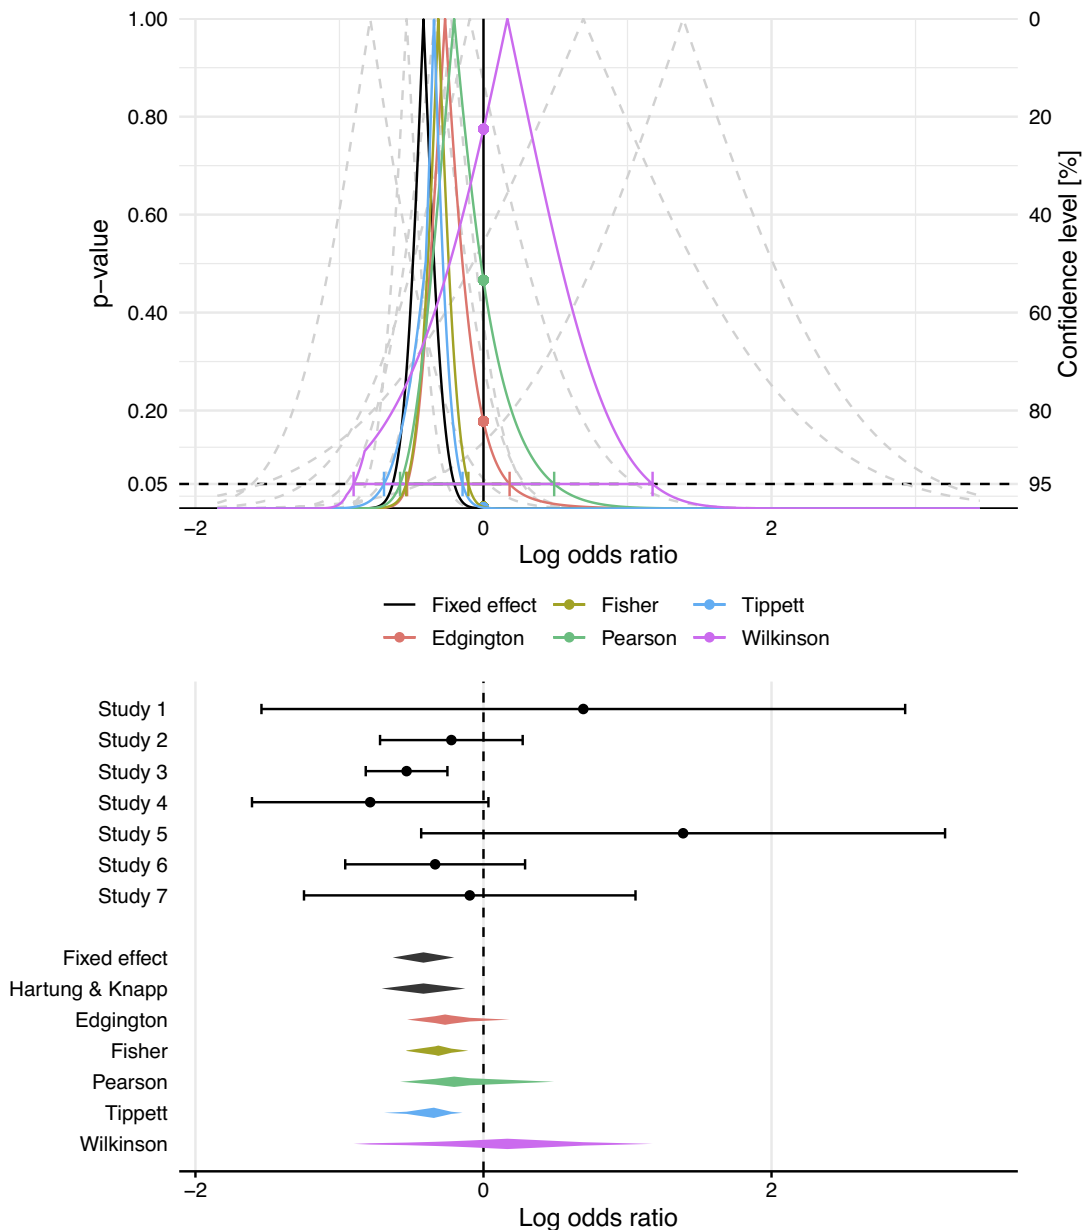 1.00 0
0.80 20
0.60 40
0.40 60
0.20 80
0.05 95
p−value
Confidence level [%]
−2 0 2
Log odds ratio
Fixed effect Fisher Tippett
Edgington Pearson Wilkinson
Study 1
Study 2
Study 3
Study 4
Study 5
Study 6
Study 7
Fixed effect
Hartung & Knapp
Edgington
Fisher
Pearson
Tippett
Wilkinson
−2 0 2
Log odds ratio